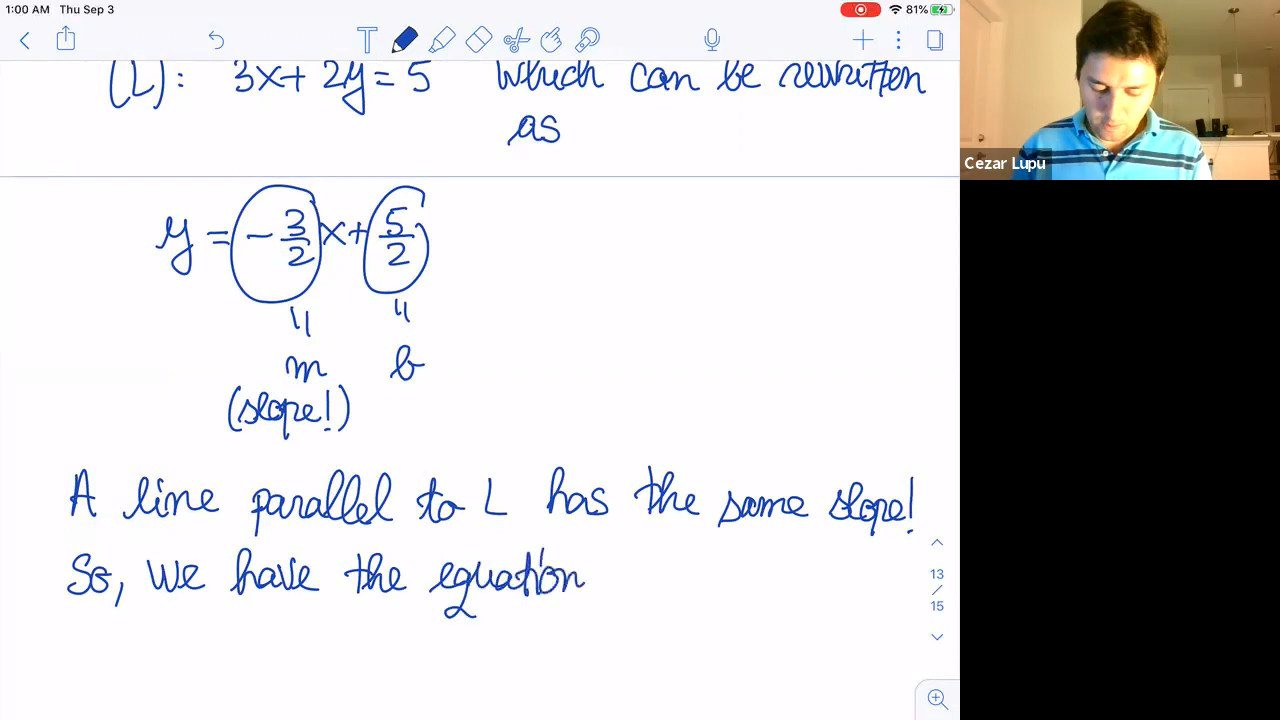 1:00 AM Thu Sep 3
81%
(L): 3x + 2y = 5 which can be rewritten
as
Cezar Lupu
y = -3/2 x + 5/2
" "
m b
(slope!)
A line parallel to L has the same slope!
So, we have the equation
13
/
15